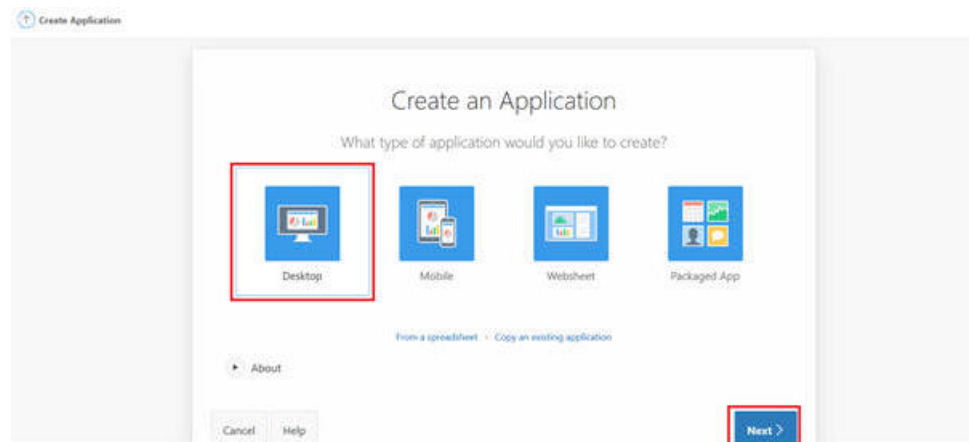 Create Application
Create an Application
What type of application would you like to create?
Desktop Mobile Websheet Packaged App
From a spreadsheet Copy an existing application
About
Cancel Help Next